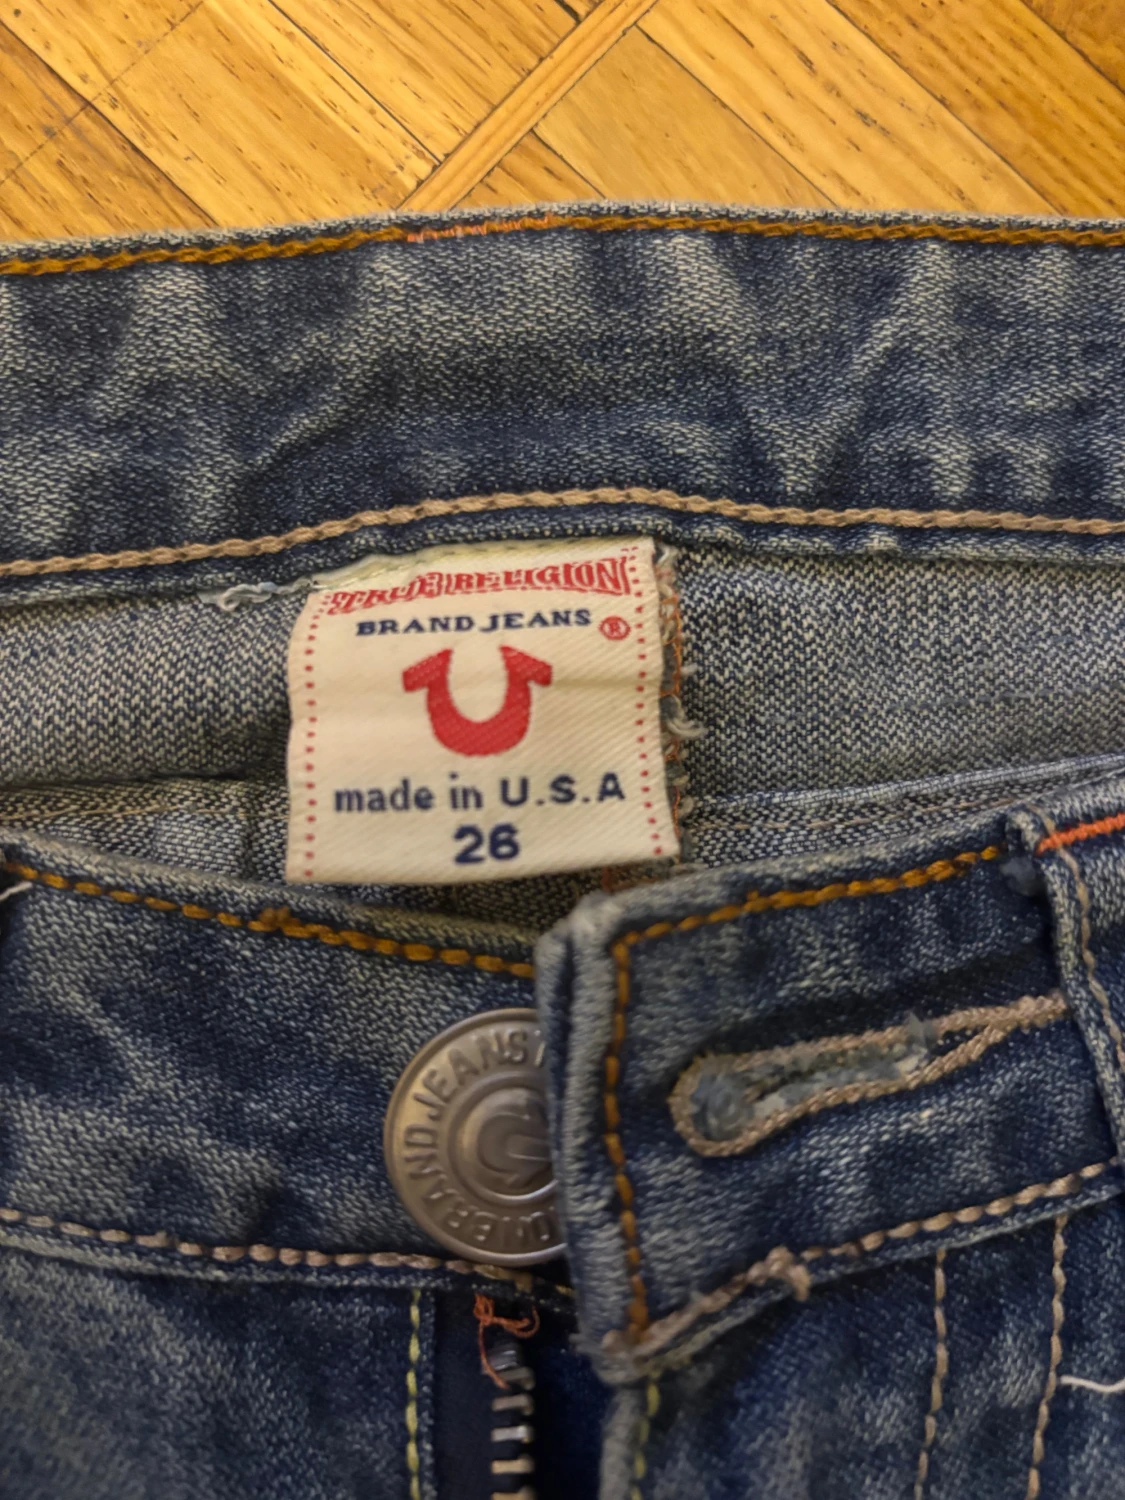 TRUE RELIGION
BRAND JEANS ®
made in U.S.A
26
BRAND JEANS